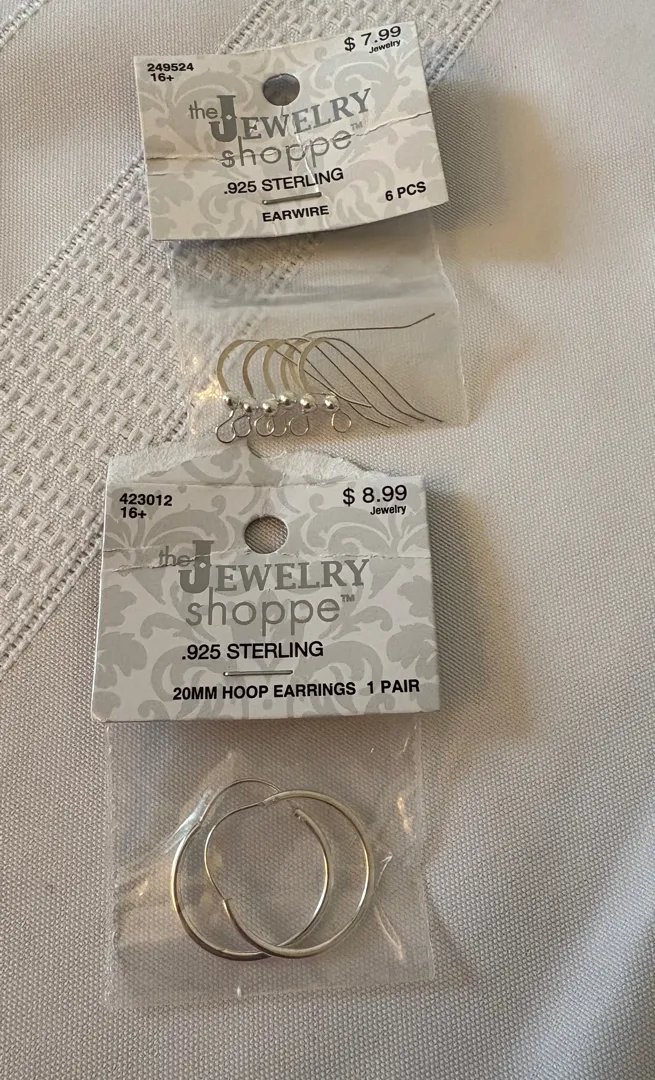 249524
16+
$ 7.99
Jewelry
the JEWELRY
shoppe™
.925 STERLING
EARWIRE
6 PCS
423012
16+
$ 8.99
Jewelry
the JEWELRY
shoppe™
.925 STERLING
20MM HOOP EARRINGS 1 PAIR